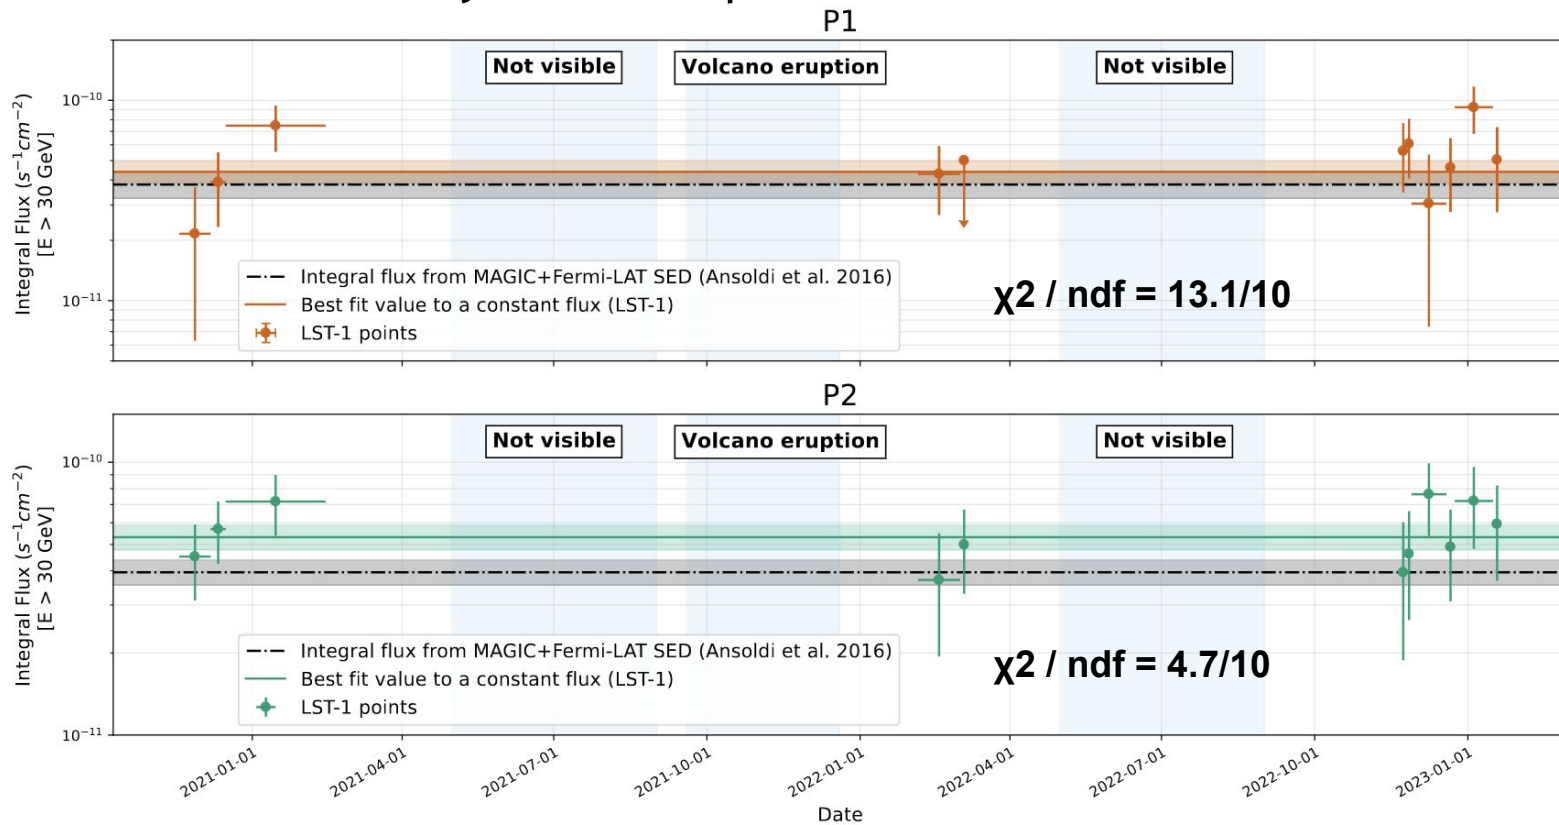 P1
Not visible
Volcano eruption
Not visible
Integral Flux (s⁻¹cm⁻²)
[E > 30 GeV]
10⁻¹⁰
10⁻¹¹
Integral flux from MAGIC+Fermi-LAT SED (Ansoldi et al. 2016)
Best fit value to a constant flux (LST-1)
LST-1 points
χ2 / ndf = 13.1/10
P2
Not visible
Volcano eruption
Not visible
Integral Flux (s⁻¹cm⁻²)
[E > 30 GeV]
10⁻¹⁰
10⁻¹¹
Integral flux from MAGIC+Fermi-LAT SED (Ansoldi et al. 2016)
Best fit value to a constant flux (LST-1)
LST-1 points
χ2 / ndf = 4.7/10
2021-01-01
2021-04-01
2021-07-01
2021-10-01
2022-01-01
2022-04-01
2022-07-01
2022-10-01
2023-01-01
Date